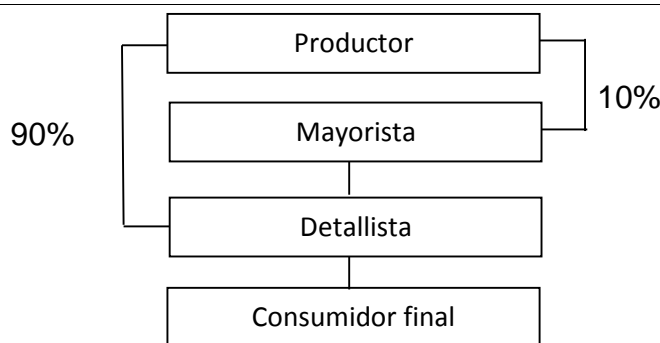 Productor
10%
90%
Mayorista
Detallista
Consumidor final